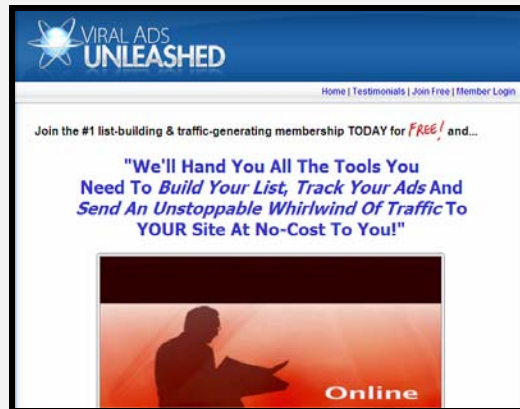 VIRAL ADS
UNLEASHED
Home | Testimonials | Join Free | Member Login
Join the #1 list-building & traffic-generating membership TODAY for FREE! and...
"We'll Hand You All The Tools You
Need To Build Your List, Track Your Ads And
Send An Unstoppable Whirlwind Of Traffic To
YOUR Site At No-Cost To You!"
Online